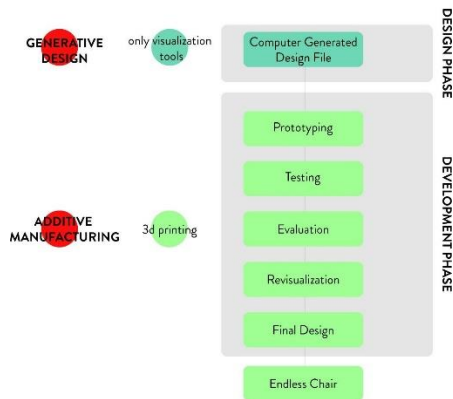 GENERATIVE
DESIGN
only visualization
tools
Computer Generated
Design File
DESIGN PHASE
Prototyping
Testing
ADDITIVE
MANUFACTURING
3d printing
Evaluation
Revisualization
Final Design
DEVELOPMENT PHASE
Endless Chair